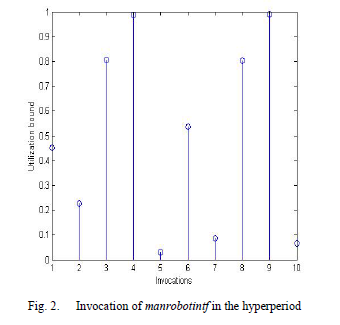 1
0.9
0.8
0.7
0.6
0.5
0.4
0.3
0.2
0.1
0
Utilization bound
1 2 3 4 5 6 7 8 9 10
Invocations
Fig. 2. Invocation of manrobotintf in the hyperperiod